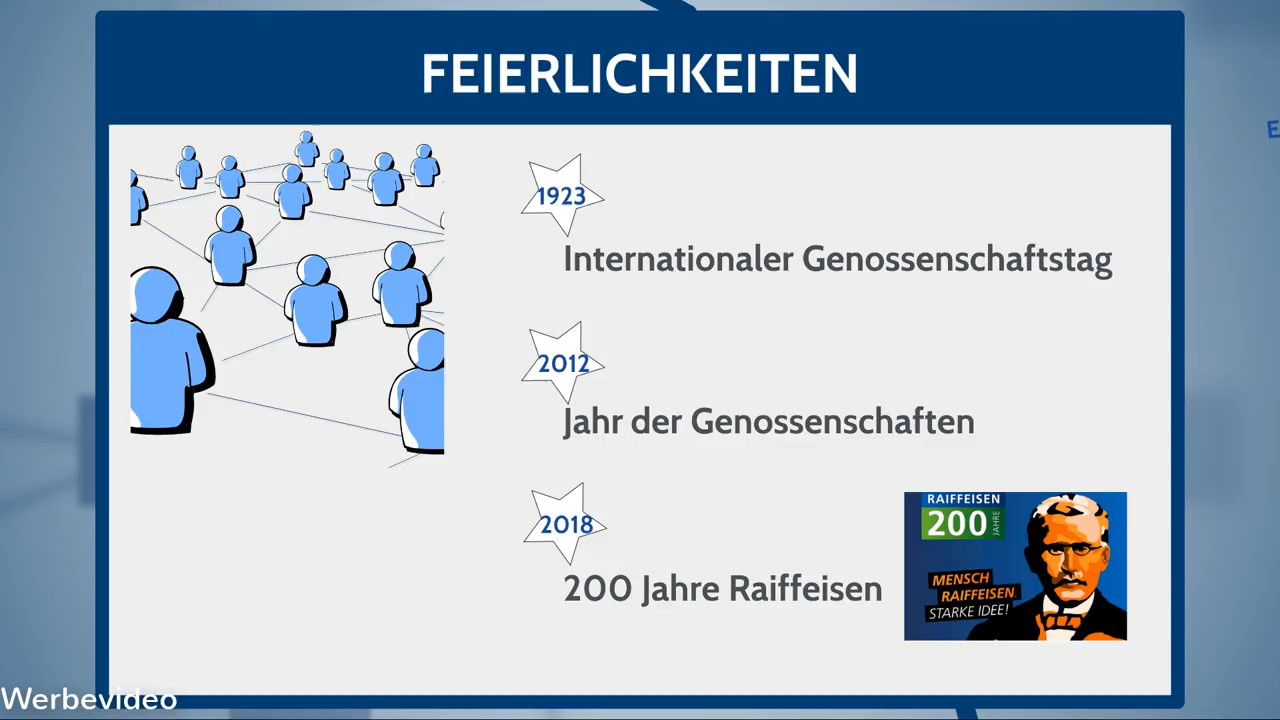 FEIERLICHKEITEN
1923
Internationaler Genossenschaftstag
2012
Jahr der Genossenschaften
2018
200 Jahre Raiffeisen
RAIFFEISEN
200 JAHRE
MENSCH
RAIFFEISEN.
STARKE IDEE!
E
Werbevideo